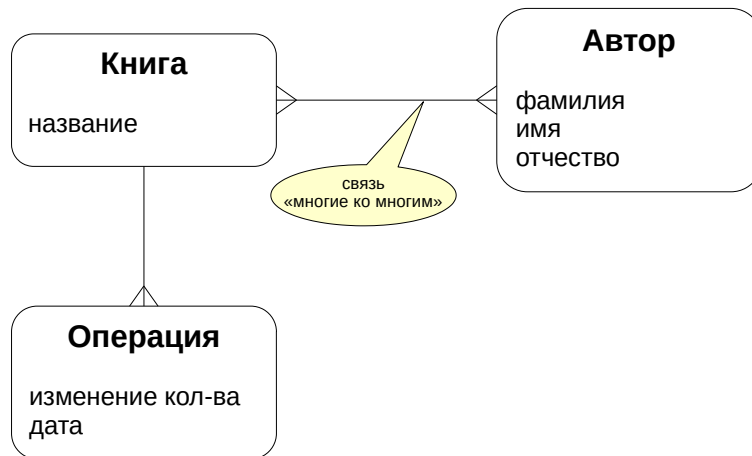 Книга
название
Автор
фамилия
имя
отчество
связь
«многие ко многим»
Операция
изменение кол-ва
дата